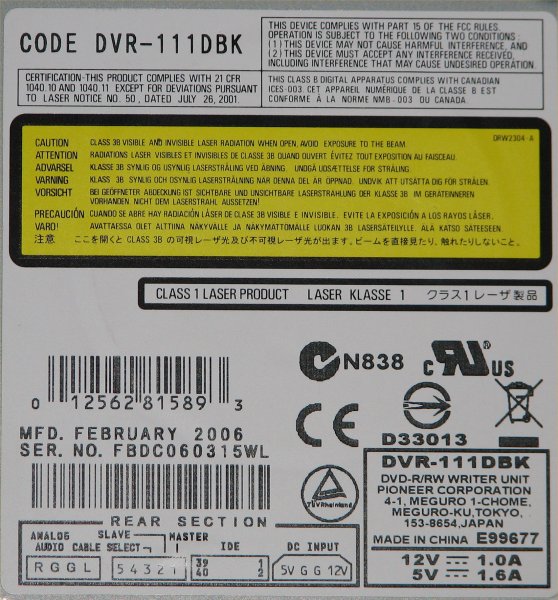 CODE DVR-111DBK
THIS DEVICE COMPLIES WITH PART 15 OF THE FCC RULES.
OPERATION IS SUBJECT TO THE FOLLOWING TWO CONDITIONS:
(1) THIS DEVICE MAY NOT CAUSE HARMFUL INTERFERENCE, AND
(2) THIS DEVICE MUST ACCEPT ANY INTERFERENCE RECEIVED,
INCLUDING INTERFERENCE THAT MAY CAUSE UNDESIRED OPERATION.
CERTIFICATION: THIS PRODUCT COMPLIES WITH 21 CFR
1040.10 AND 1040.11 EXCEPT FOR DEVIATIONS PURSUANT
TO LASER NOTICE NO. 50, DATED JULY 26, 2001.
THIS CLASS B DIGITAL APPARATUS COMPLIES WITH CANADIAN
ICES-003. CET APPAREIL NUMÉRIQUE DE LA CLASSE B EST
CONFORME À LA NORME NMB-003 DU CANADA.
DRW2304-A
CAUTION CLASS 3B VISIBLE AND INVISIBLE LASER RADIATION WHEN OPEN, AVOID EXPOSURE TO THE BEAM.
ATTENTION RADIATIONS LASER VISIBLES ET INVISIBLES DE CLASSE 3B QUAND OUVERT ÉVITEZ TOUT EXPOSURE AU FAISCEAU.
ADVARSEL KLASSE 3B SYNLIG OG USYNLIG LASERSTRÅLING VED ÅBNING. UNDGÅ UDSÆTTELSE FOR STRÅLING.
VARNING KLASS 3B SYNLIG OCH OSYNLIG LASERSTRÅLNING NÄR DENNA DEL ÄR ÖPPNAD. UNDVIK ATT UTSÄTTA DIG FÖR STRÅLEN.
VORSICHT BEI GEÖFFNETER ABDECKUNG IST SICHTBARE UND UNSICHTBARE LASERSTRAHLUNG DER KLASSE 3B IM GERÄTEINNEREN
VORHANDEN. NICHT DEM LASERSTRAHL AUSSETZEN!
PRECAUCIÓN CUANDO SE ABRE HAY RADIACIÓN LÁSER DE CLASE 3B VISIBLE E INVISIBLE. EVITE LA EXPOSICIÓN A LOS RAYOS LÁSER.
VARO! AVATTAESSA OLET ALTTIINA NÄKYVÄLLE JA NÄKYMATTÖMÄLLE LUOKAN 3B LASERSÄTEILYLLE. ÄLÄ KATSO SÄTEESEEN.
注意 ここを開くと CLASS 3B の可視レーザ光及び不可視レーザ光が出ます。ビームを直接見たり、触れたりしないこと。
CLASS 1 LASER PRODUCT LASER KLASSE 1 クラス1レーザ製品
N838
C UL US
0 12562 81589 3
CE
D33013
MFD. FEBRUARY 2006
SER. NO. FBDC060315WL
TÜVRheinland
DVR-111DBK
DVD-R/RW WRITER UNIT
PIONEER CORPORATION
4-1, MEGURO 1-CHOME,
MEGURO-KU,TOKYO,
153-8654,JAPAN
MADE IN CHINA E99677
12V 1.0A
5V 1.6A
REAR SECTION
ANALOG AUDIO
SLAVE
CABLE SELECT
MASTER
IDE
DC INPUT
R G G L
5 4 3 2 1
39 2
40 1
5V G G 12V